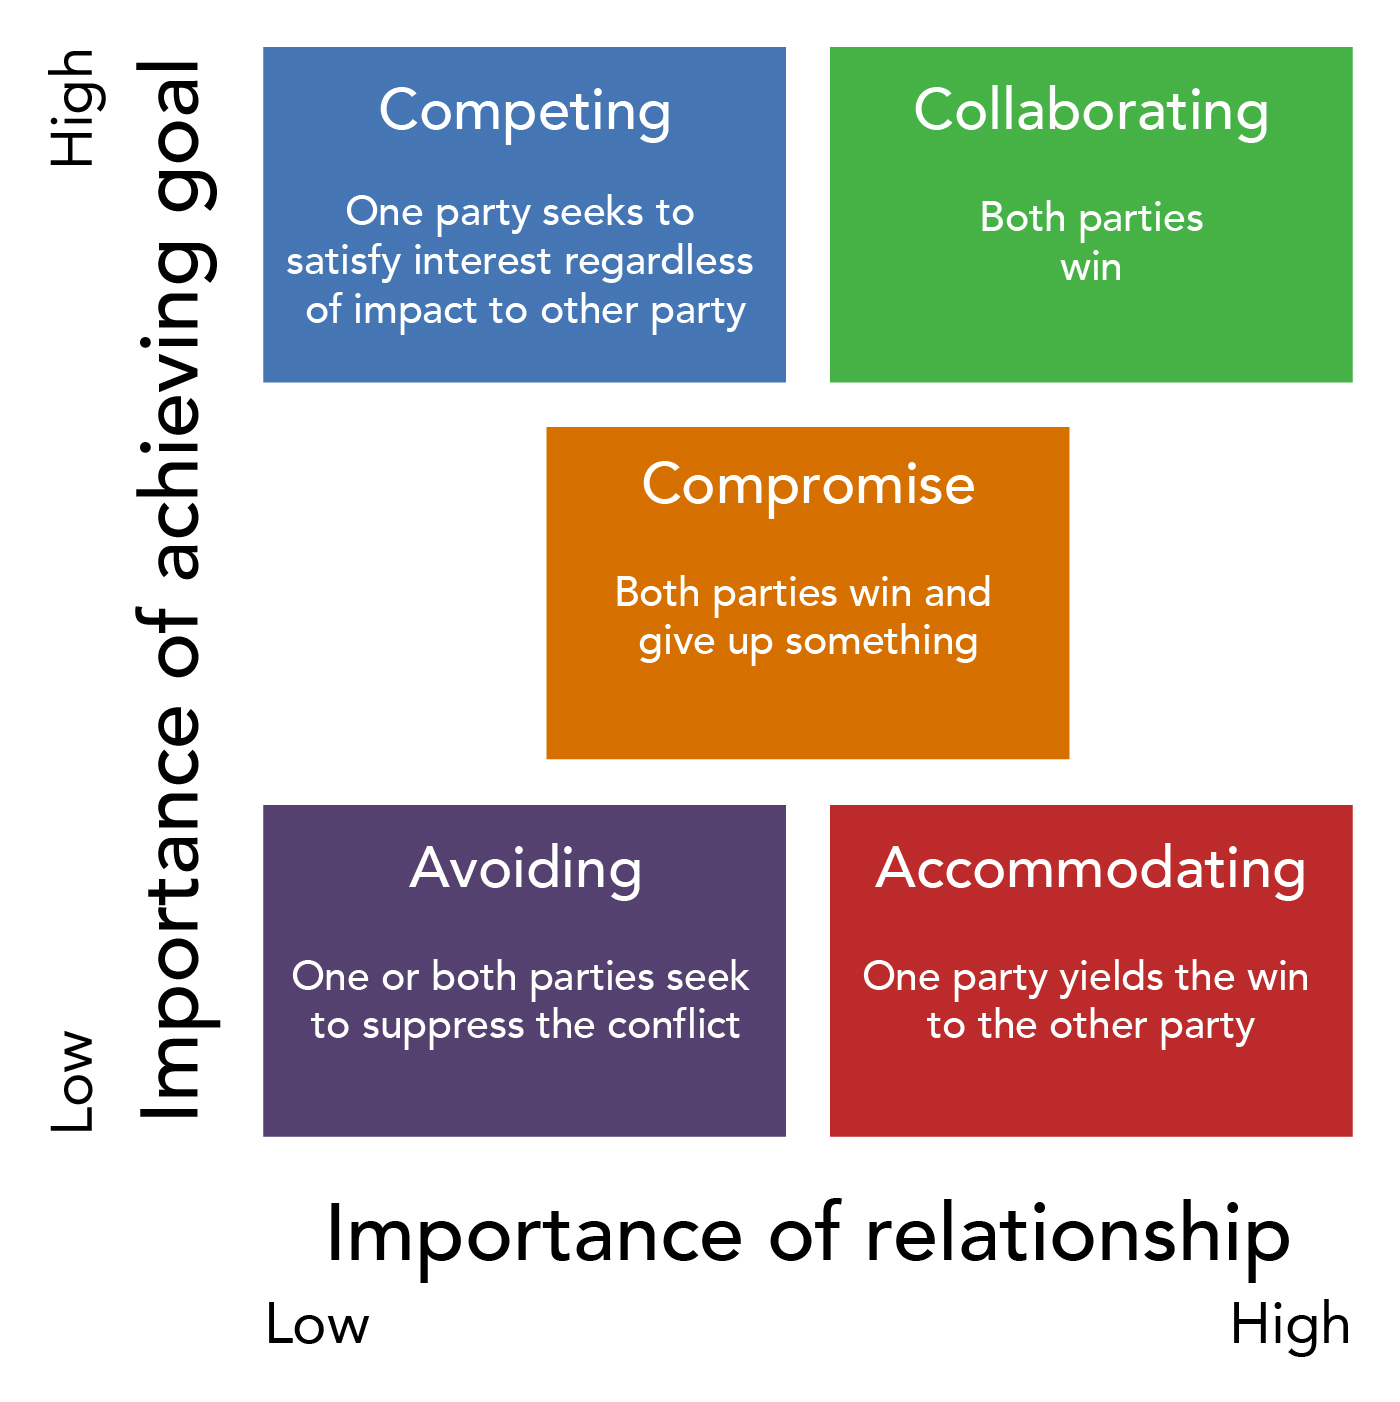 High
Importance of achieving goal
Low
Competing
One party seeks to
satisfy interest regardless
of impact to other party
Collaborating
Both parties
win
Compromise
Both parties win and
give up something
Avoiding
One or both parties seek
to suppress the conflict
Accommodating
One party yields the win
to the other party
Importance of relationship
Low
High